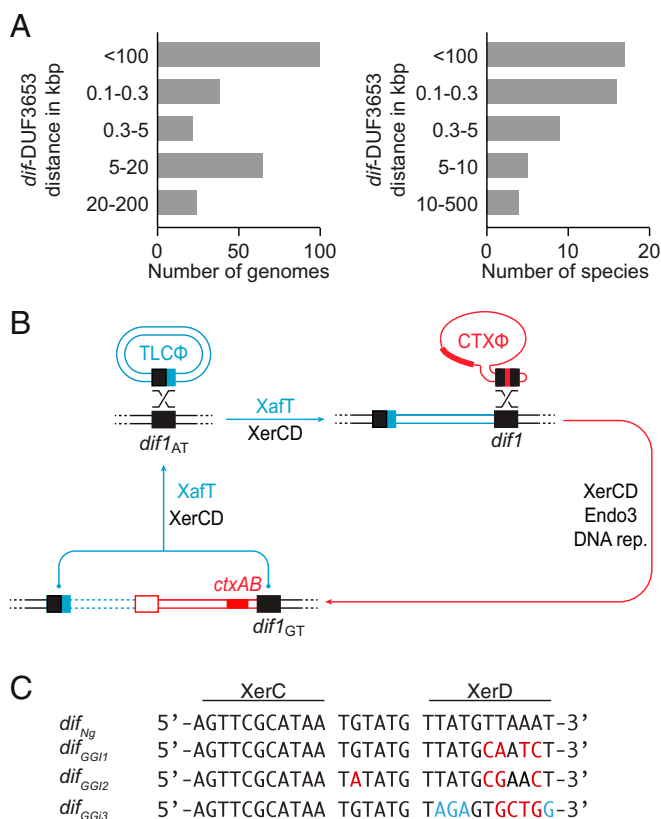 A
dif-DUF3653
distance in kbp
<100
0.1-0.3
0.3-5
5-20
20-200
0
50
100
Number of genomes
dif-DUF3653
distance in kbp
<100
0.1-0.3
0.3-5
5-10
10-500
0
10
20
Number of species
B
TLCΦ
CTXΦ
dif1AT
XafT
XerCD
dif1
XafT
XerCD
XerCD
Endo3
DNA rep.
ctxAB
dif1GT
C
XerC XerD
difNg 5’-AGTTCGCATAA TGTATG TTATGTTAAAT-3’
difGGI1 5’-AGTTCGCATAA TGTATG TTATGCAATCT-3’
difGGI2 5’-AGTTCGCATAA TATATG TTATGCGAACT-3’
difGGi3 5’-AGTTCGCATAA TGTATG TAGAGTGCTGG-3’